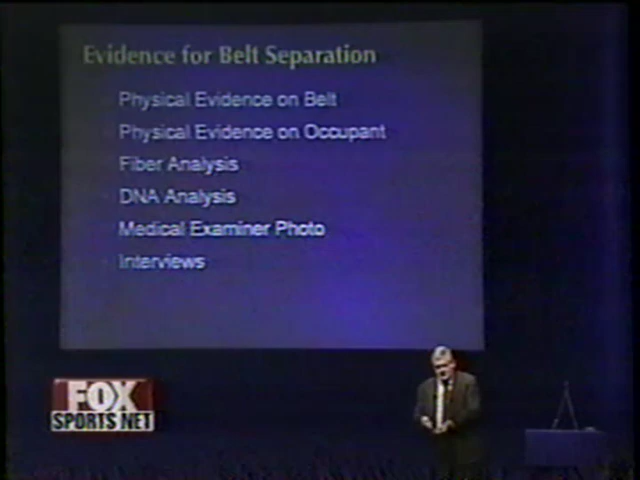 Evidence for Belt Separation
Physical Evidence on Belt
Physical Evidence on Occupant
Fiber Analysis
DNA Analysis
Medical Examiner Photo
Interviews
FOX
SPORTS NET